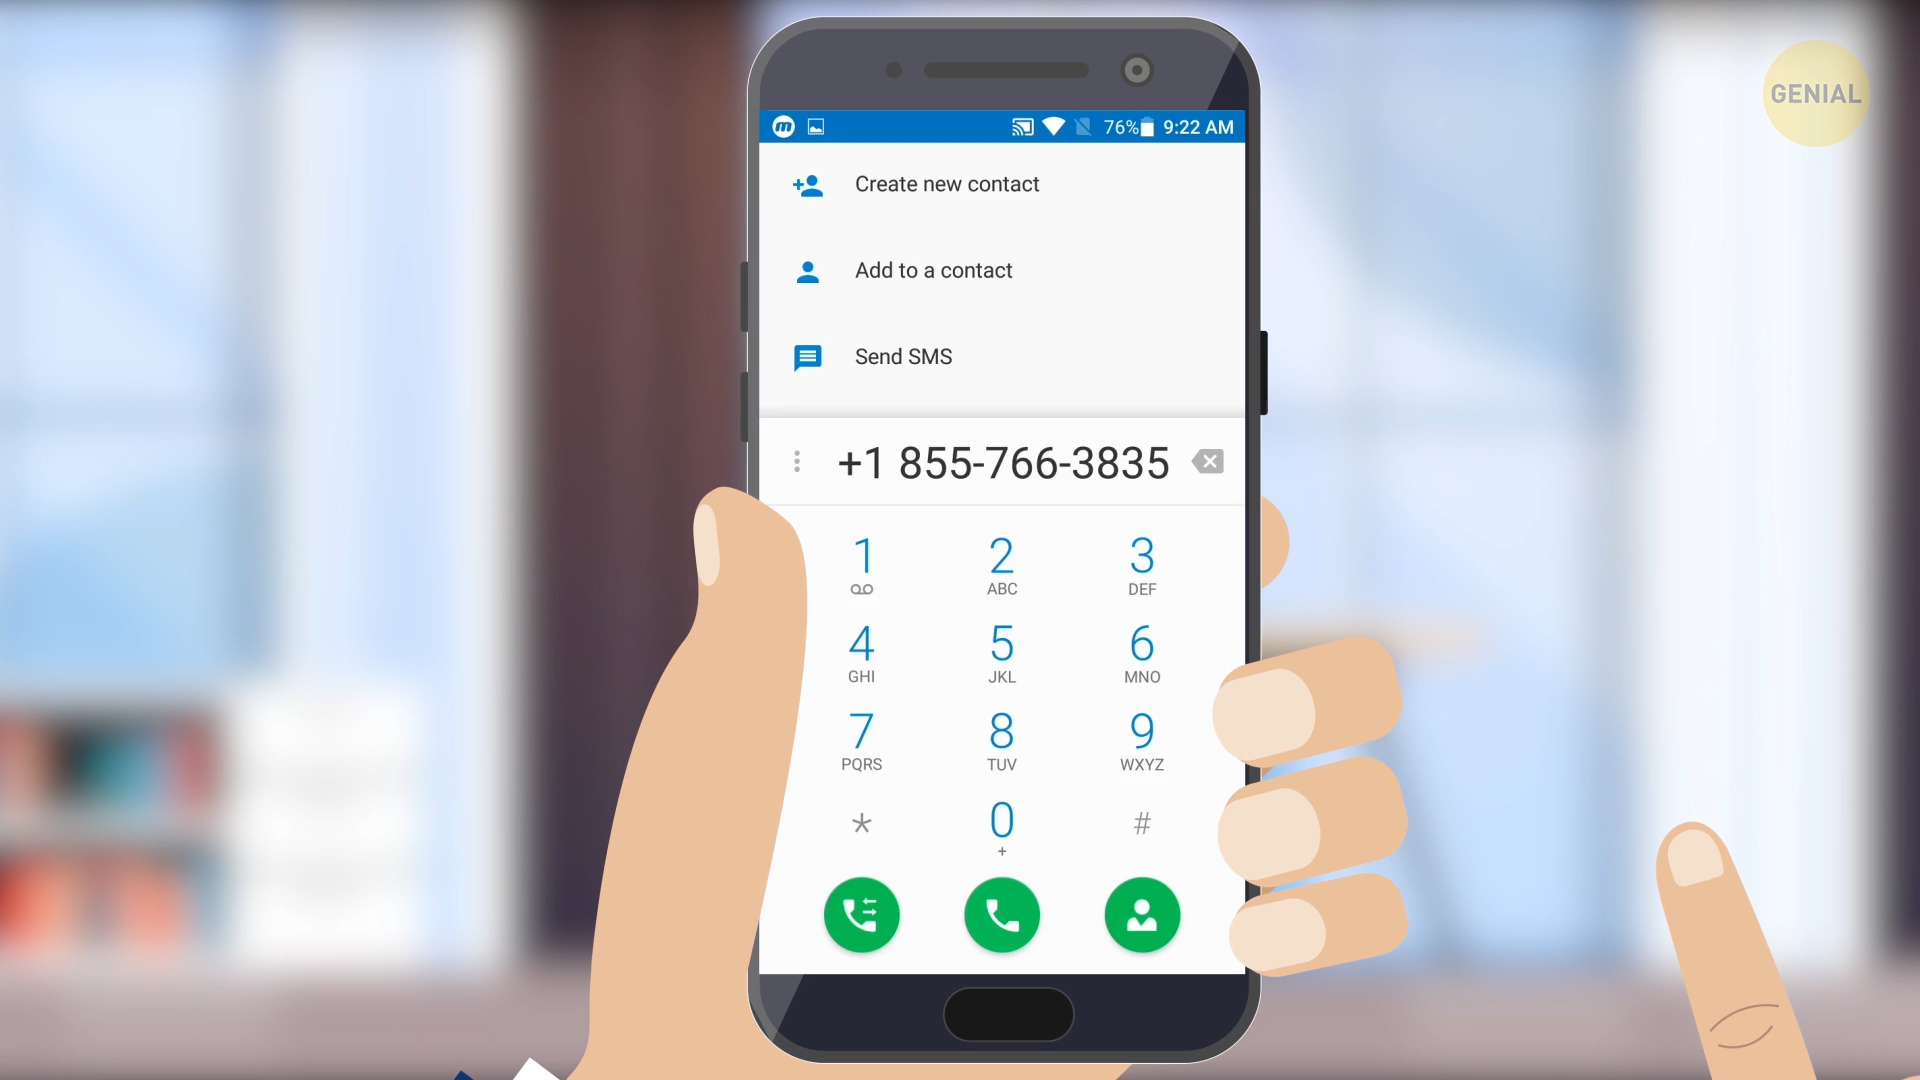 GENIAL
76% 9:22 AM
Create new contact
Add to a contact
Send SMS
+1 855-766-3835
1 2 3
ABC DEF
4 5 6
GHI JKL MNO
7 8 9
PQRS TUV WXYZ
* 0 #
+